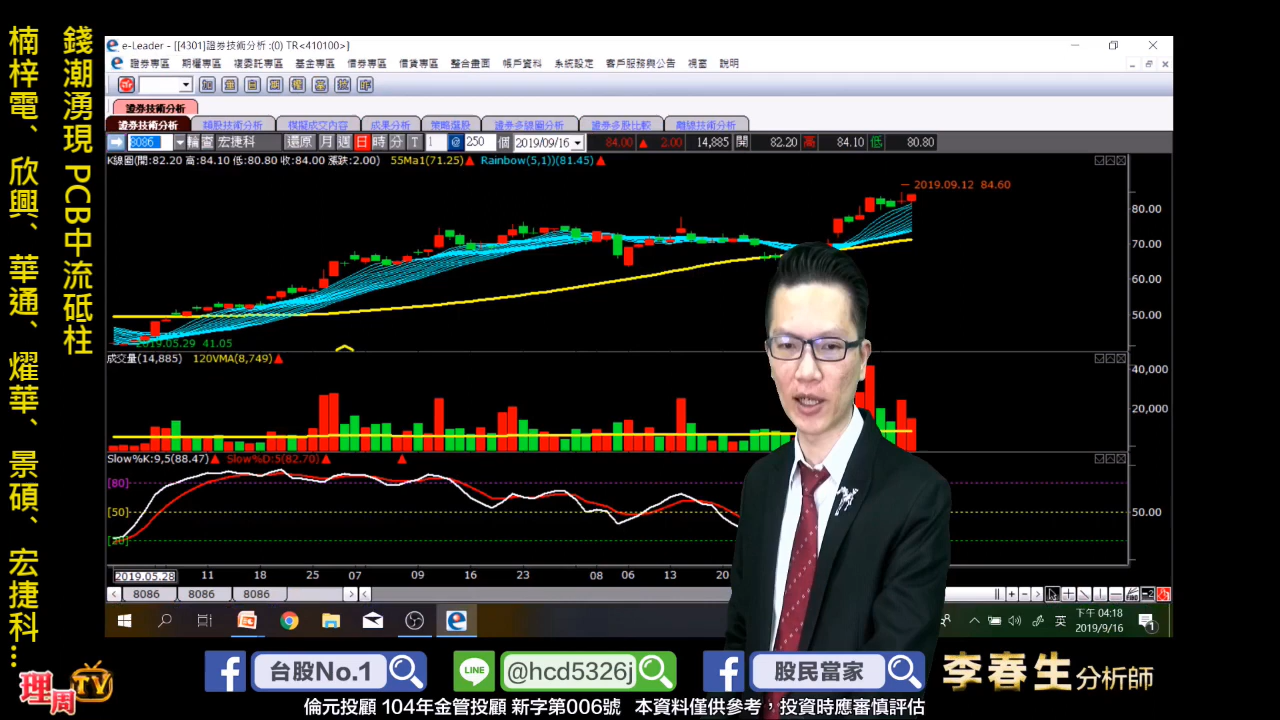 錢潮湧現 PCB中流砥柱
楠梓電、欣興、華通、燿華、景碩、宏捷科…
e-Leader - [[4301]證券技術分析 :(0) TR<410100>]
證券專區 期權專區 複委託專區 基金專區 債券專區 借貸專區 整合畫面 帳戶資料 系統設定 客戶服務與公告 視窗 說明
證券技術分析
證券技術分析 類股技術分析 模擬成交內容 成果分析 策略選股 證券多線圖分析 證券多股比較 離線技術分析
8086 輪 查 宏捷科 還原 月 週 日 時 分 T 1 @ 250 個 2019/09/16 84.00 ▲ 2.00 14,885 開 82.20 高 84.10 低 80.80
K線圖(開:82.20 高:84.10 低:80.80 收:84.00 漲跌:2.00) 55Ma1(71.25)▲ Rainbow(5,1))(81.45)▲
2019.09.12 84.60
80.00
70.00
60.00
50.00
2019.05.29 41.05
成交量(14,885) 120VMA(8,749)▲
40,000
20,000
Slow%K:9,5(88.47)▲ Slow%D:5(82.70)▲
[80]
[50]
[20]
50.00
2019.05.28 11 18 25 07 09 16 23 08 06 13 20
8086 8086 8086
英
下午 04:18
2019/9/16
理周TV
台股No.1
LINE
@hcd5326j
股民當家
李春生分析師
倫元投顧 104年金管投顧 新字第006號 本資料僅供參考，投資時應審慎評估